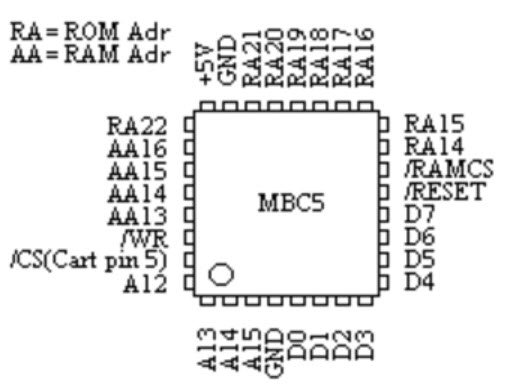 RA=ROM Adr
AA=RAM Adr
+5V
GND
RA21
RA20
RA19
RA18
RA17
RA16
RA22
AA16
AA15
AA14
AA13
/WR
/CS(Cart pin 5)
A12
MBC5
RA15
RA14
/RAMCS
/RESET
D7
D6
D5
D4
A13
A14
A15
GND
D0
D1
D2
D3